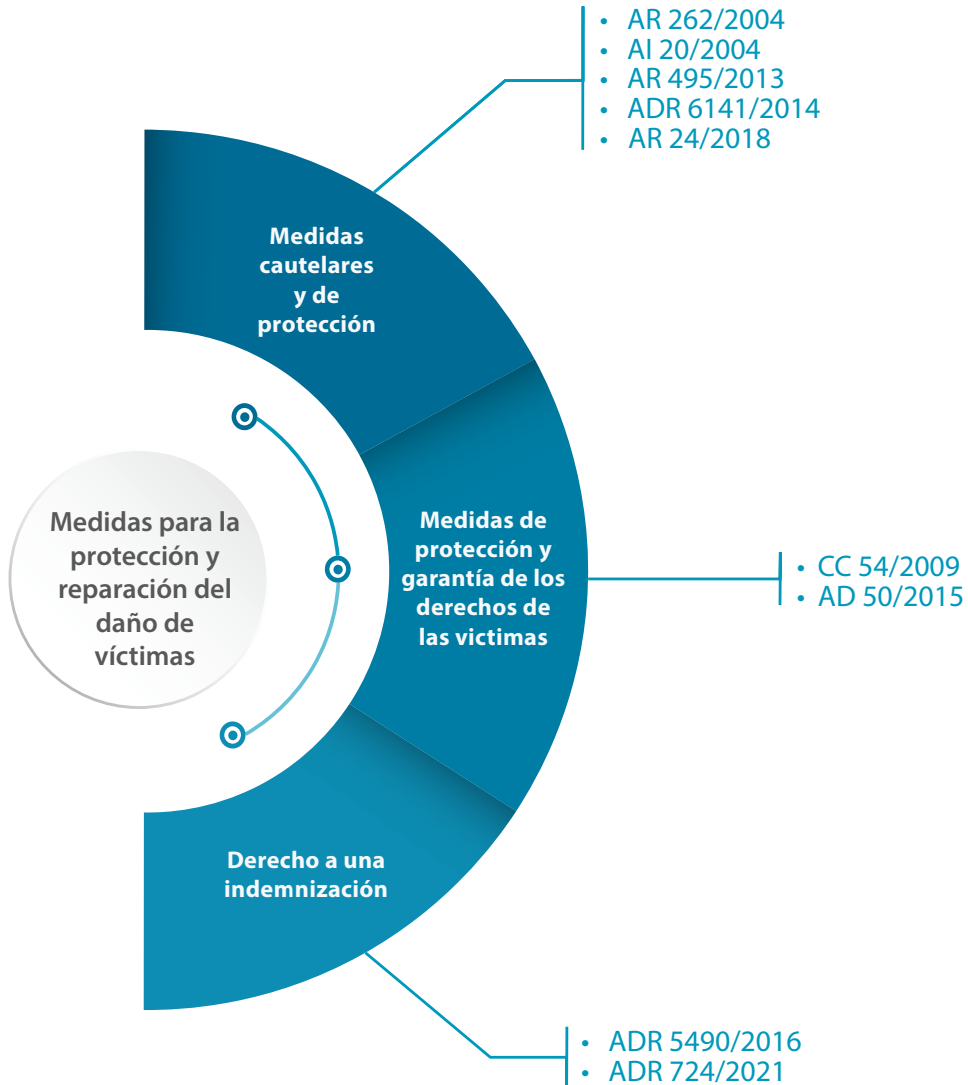 • AR 262/2004
• AI 20/2004
• AR 495/2013
• ADR 6141/2014
• AR 24/2018
Medidas
cautelares
y de
protección
Medidas para la
protección y
reparación del
daño de
víctimas
Medidas de
protección y
garantía de los
derechos de
las victimas
• CC 54/2009
• AD 50/2015
Derecho a una
indemnización
• ADR 5490/2016
• ADR 724/2021